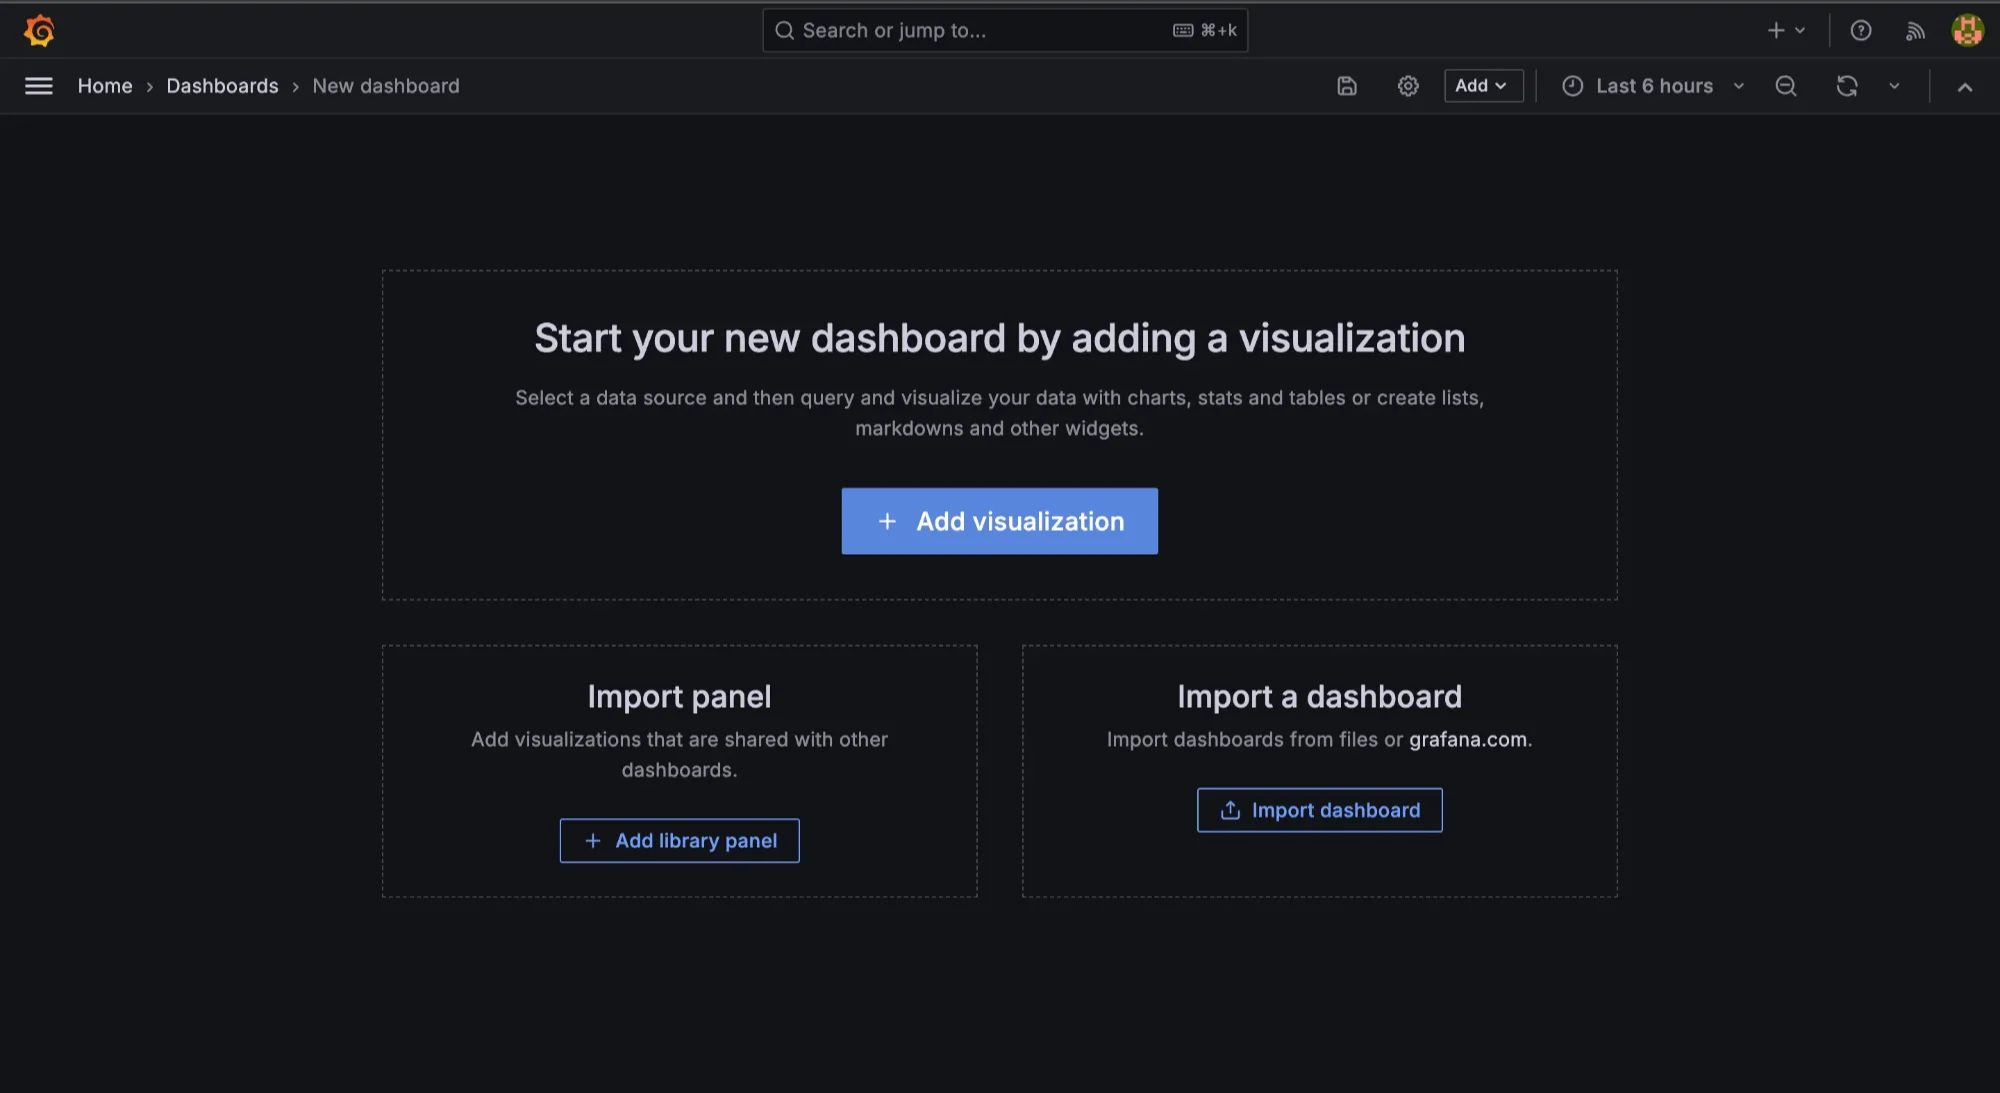 Search or jump to...
⌘+k
Home › Dashboards › New dashboard
Add
Last 6 hours
Start your new dashboard by adding a visualization
Select a data source and then query and visualize your data with charts, stats and tables or create lists,
markdowns and other widgets.
+ Add visualization
Import panel
Add visualizations that are shared with other
dashboards.
+ Add library panel
Import a dashboard
Import dashboards from files or grafana.com.
Import dashboard